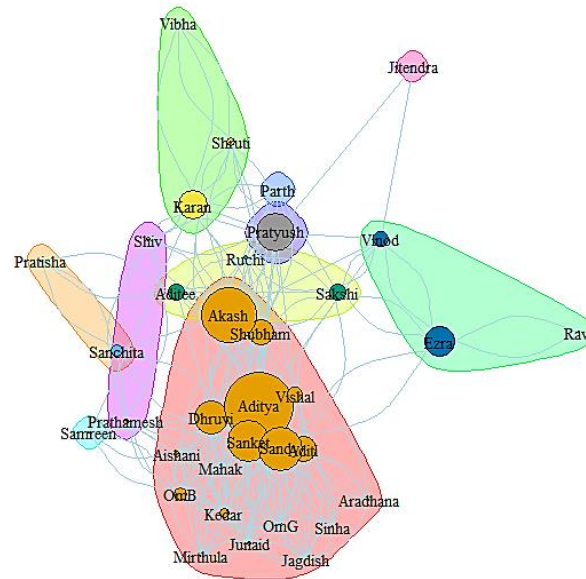 Vibha
Jitendra
Shruti
Parth
Karan
Pratyush
Shiv
Vinod
Ruchi
Pratisha
Aditee
Sakshi
Akash
Shubham
Ravi
Ezra
Sanchita
Vishal
Aditya
Dhruvi
Prathamesh
Samreen
Sanket
Sandy
Aditi
Aishani
Mahak
OmB
Aradhana
Kedar
OmG
Sinha
Junaid
Mirthula
Jagdish